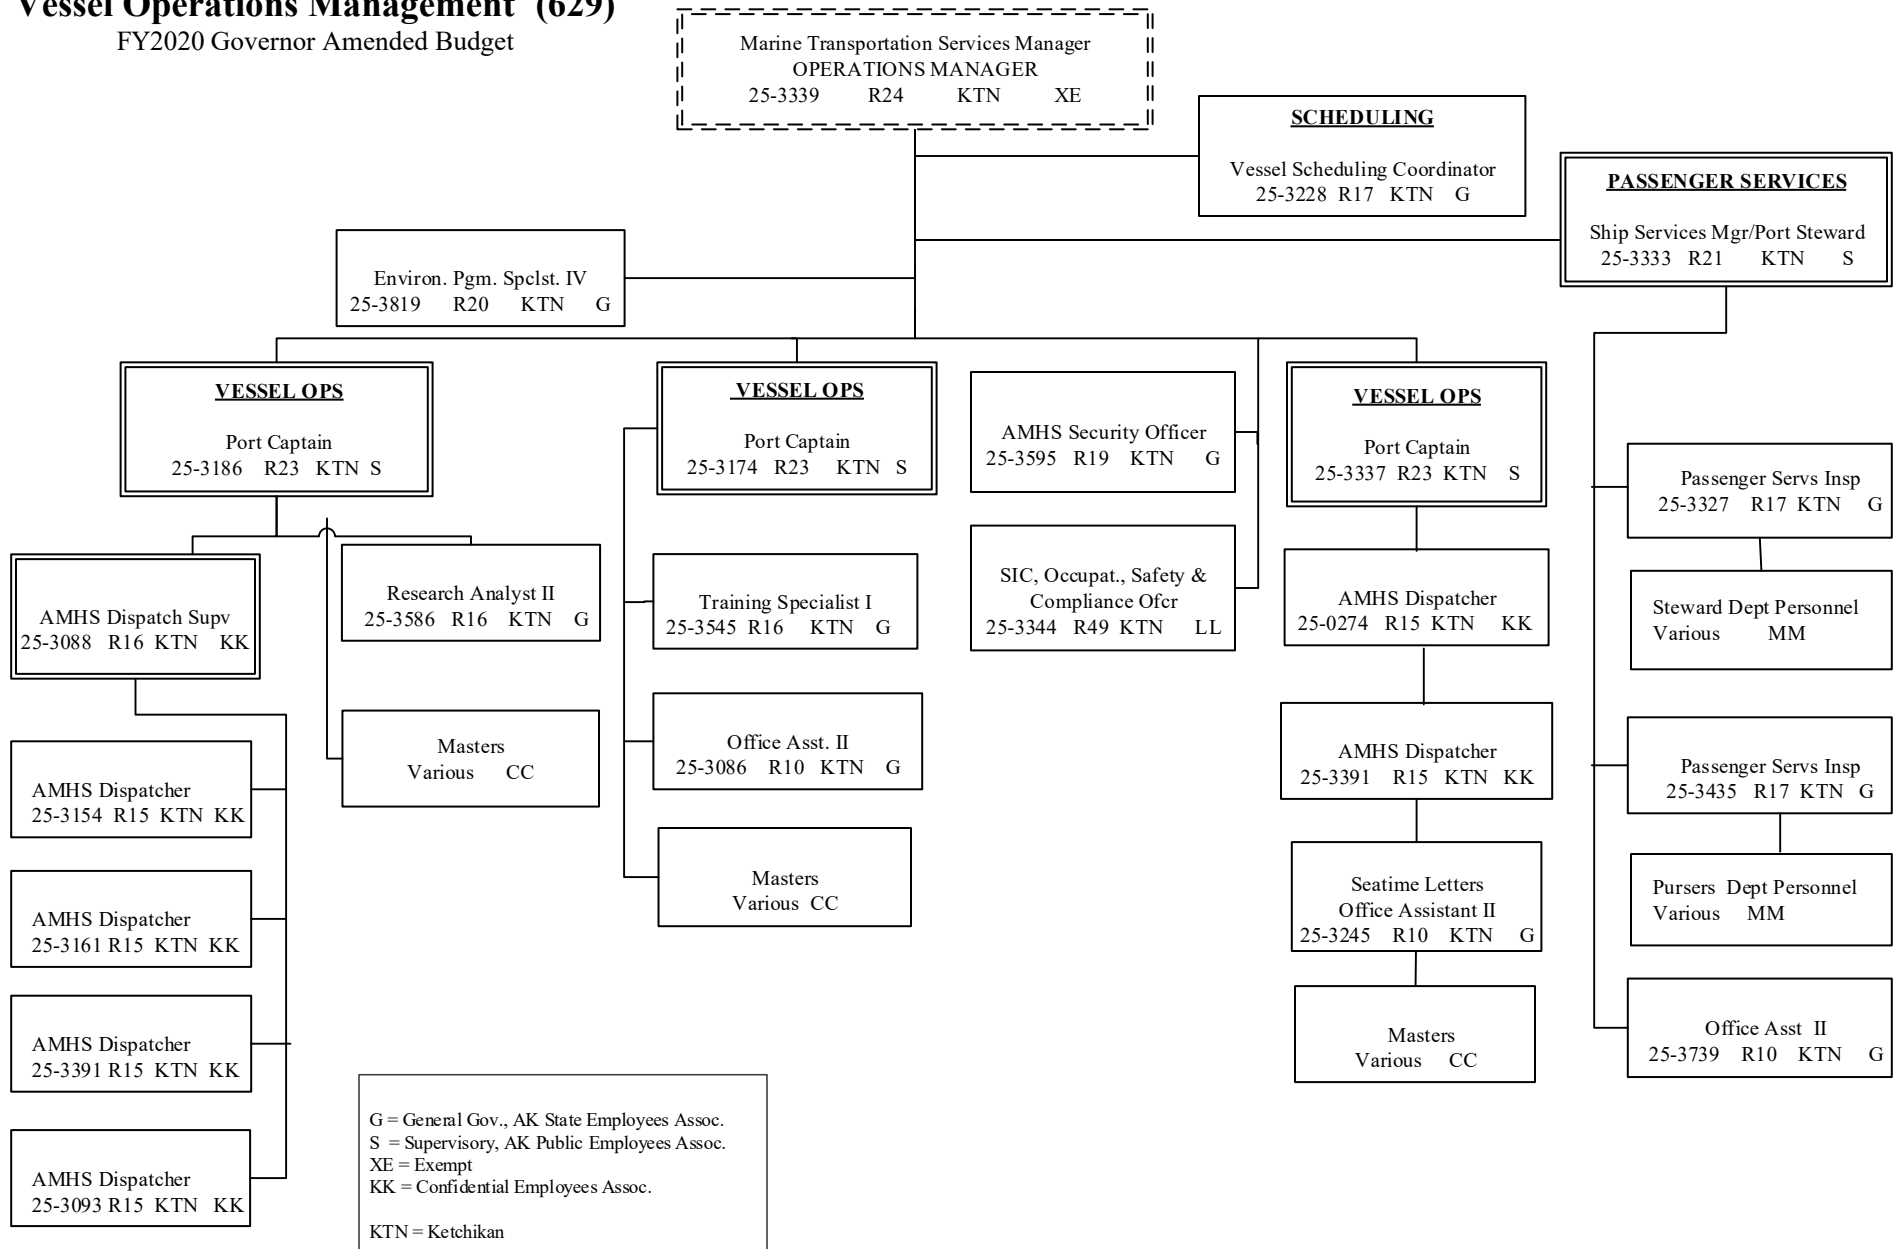 Vessel Operations Management (629)
FY2020 Governor Amended Budget
Marine Transportation Services Manager
OPERATIONS MANAGER
25-3339 R24 KTN XE
SCHEDULING
Vessel Scheduling Coordinator
25-3228 R17 KTN G
PASSENGER SERVICES
Ship Services Mgr/Port Steward
25-3333 R21 KTN S
Environ. Pgm. Spclst. IV
25-3819 R20 KTN G
VESSEL OPS
Port Captain
25-3186 R23 KTN S
VESSEL OPS
Port Captain
25-3174 R23 KTN S
AMHS Security Officer
25-3595 R19 KTN G
VESSEL OPS
Port Captain
25-3337 R23 KTN S
Passenger Servs Insp
25-3327 R17 KTN G
AMHS Dispatch Supv
25-3088 R16 KTN KK
Research Analyst II
25-3586 R16 KTN G
Training Specialist I
25-3545 R16 KTN G
SIC, Occupat., Safety &
Compliance Ofcr
25-3344 R49 KTN LL
AMHS Dispatcher
25-0274 R15 KTN KK
Steward Dept Personnel
Various MM
Masters
Various CC
Office Asst. II
25-3086 R10 KTN G
AMHS Dispatcher
25-3391 R15 KTN KK
Passenger Servs Insp
25-3435 R17 KTN G
AMHS Dispatcher
25-3154 R15 KTN KK
Masters
Various CC
Seatime Letters
Office Assistant II
25-3245 R10 KTN G
Pursers Dept Personnel
Various MM
AMHS Dispatcher
25-3161 R15 KTN KK
Masters
Various CC
Office Asst II
25-3739 R10 KTN G
AMHS Dispatcher
25-3391 R15 KTN KK
AMHS Dispatcher
25-3093 R15 KTN KK
G = General Gov., AK State Employees Assoc.
S = Supervisory, AK Public Employees Assoc.
XE = Exempt
KK = Confidential Employees Assoc.
KTN = Ketchikan